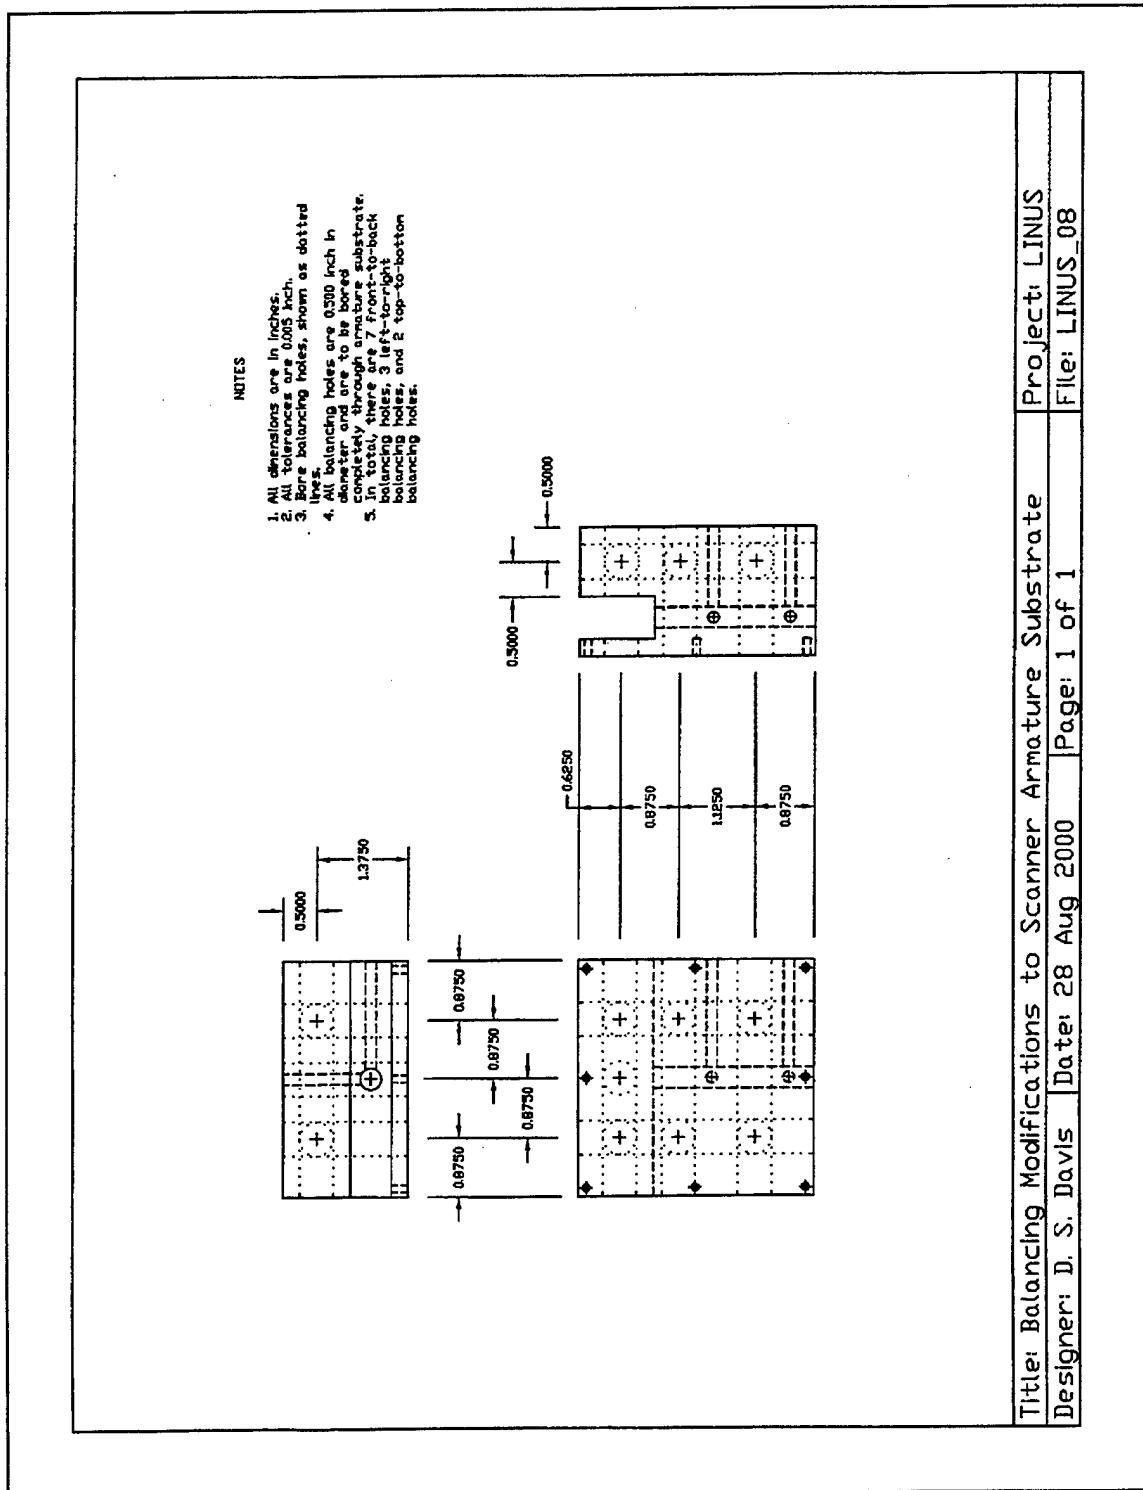 NOTES
1. All dimensions are in inches.
2. All tolerances are 0.005 inch.
3. Bore balancing holes, shown as dotted
lines.
4. All balancing holes are 0.500 inch in
diameter and are to be bored
completely through armature substrate.
5. In total, there are 7 front-to-back
balancing holes, 3 left-to-right
balancing holes, and 2 top-to-bottom
balancing holes.
0.5000
1.3750
0.8750
0.8750
0.8750
0.8750
0.6250
0.8750
1.1250
0.8750
0.5000
0.5000
Title: Balancing Modifications to Scanner Armature Substrate
Project: LINUS
Designer: D. S. Davis
Date: 28 Aug 2000
Page: 1 of 1
File: LINUS_08